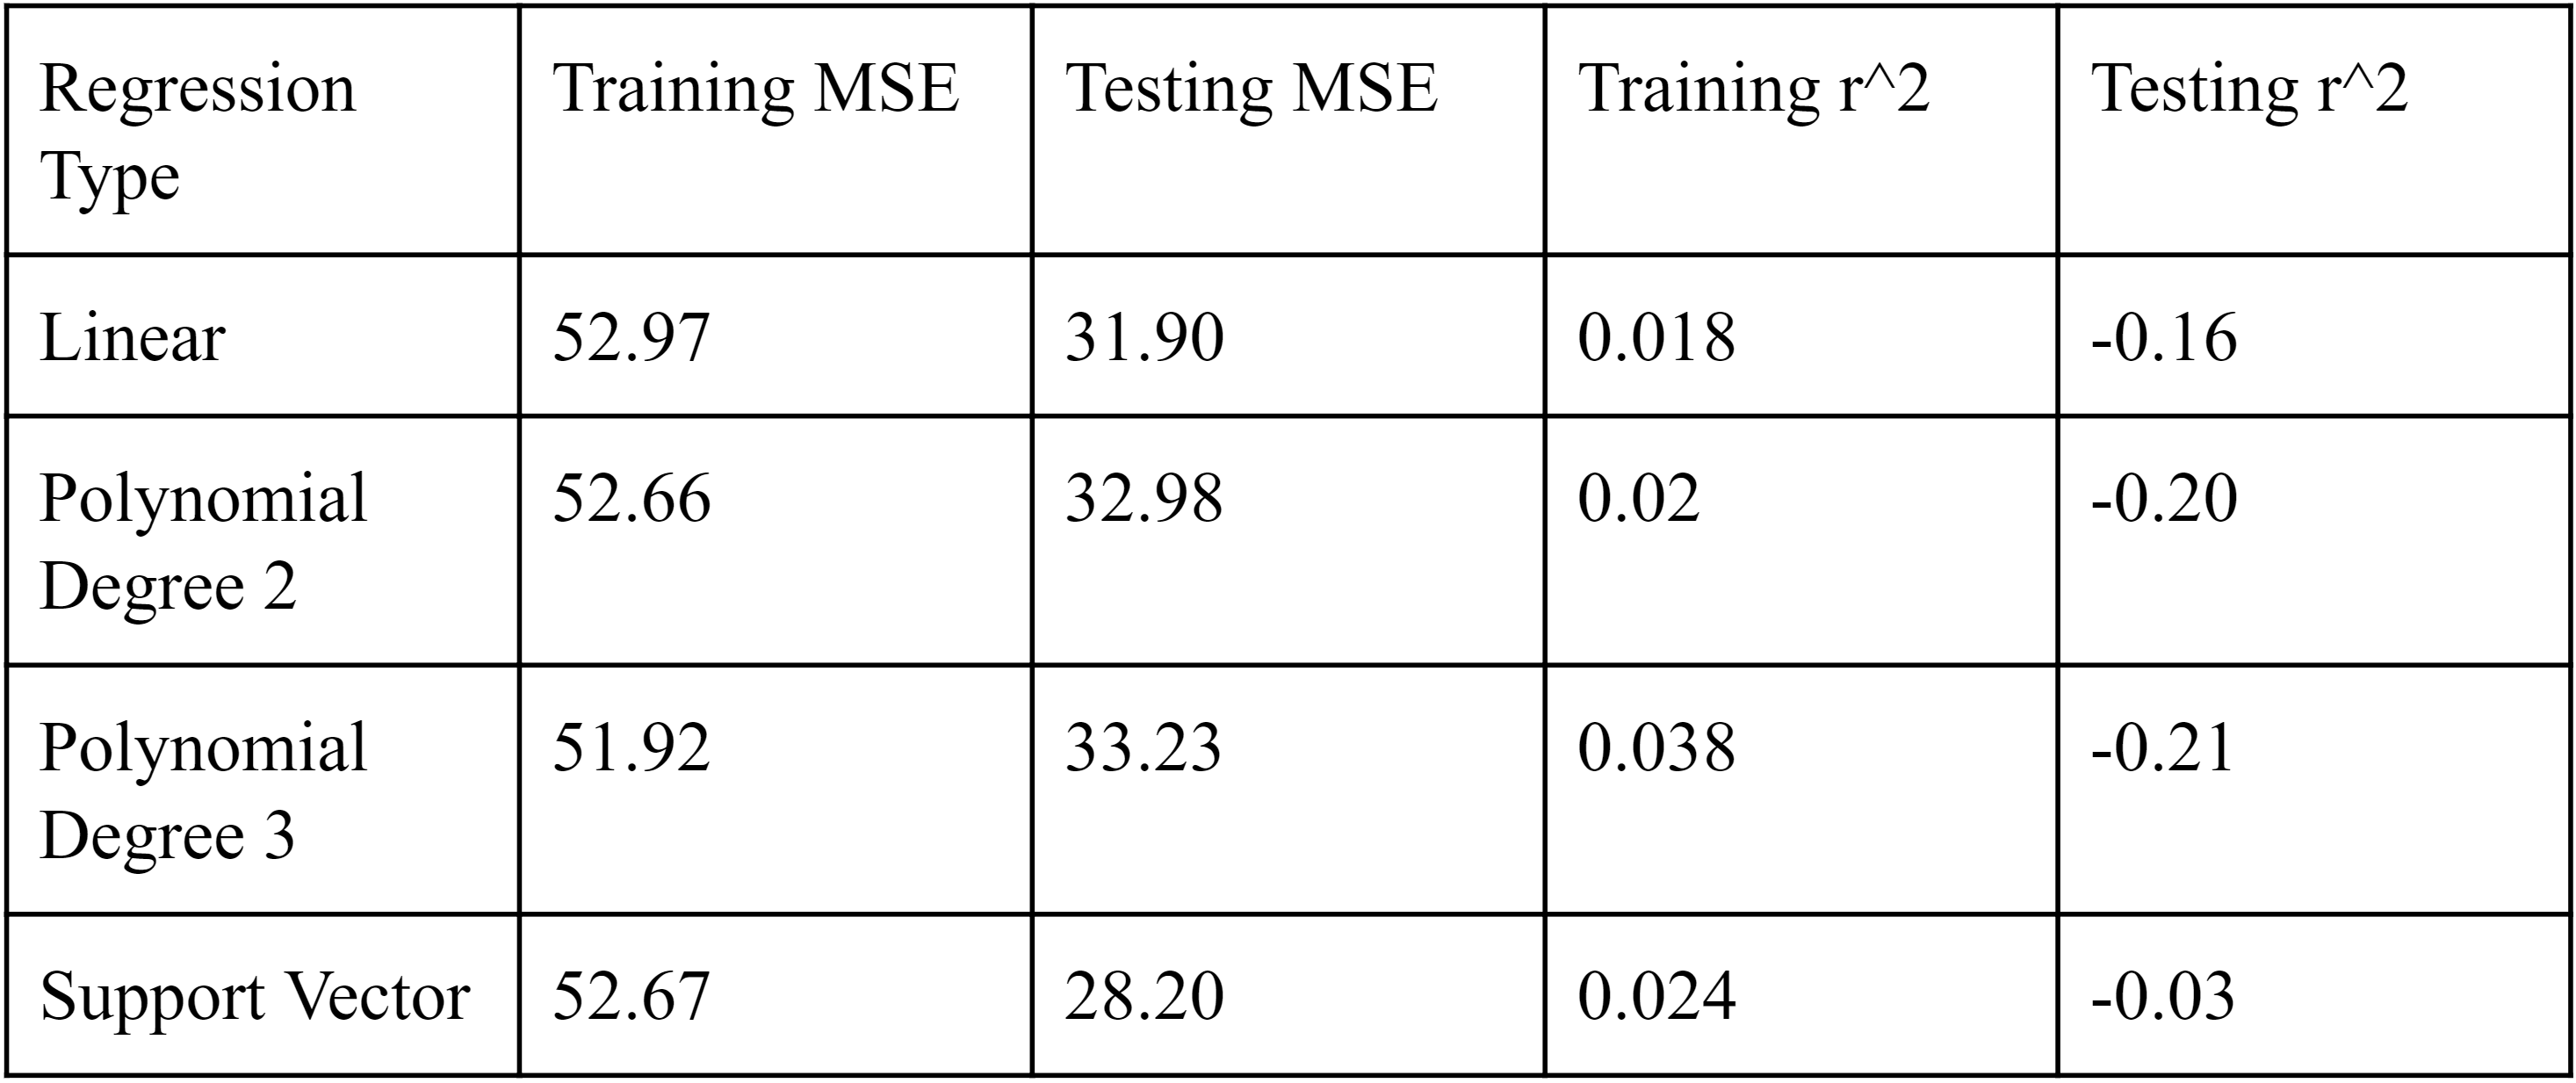 Regression Type
Training MSE
Testing MSE
Training r^2
Testing r^2
Linear
52.97
31.90
0.018
-0.16
Polynomial
Degree 2
52.66
32.98
0.02
-0.20
Polynomial
Degree 3
51.92
33.23
0.038
-0.21
Support Vector
52.67
28.20
0.024
-0.03